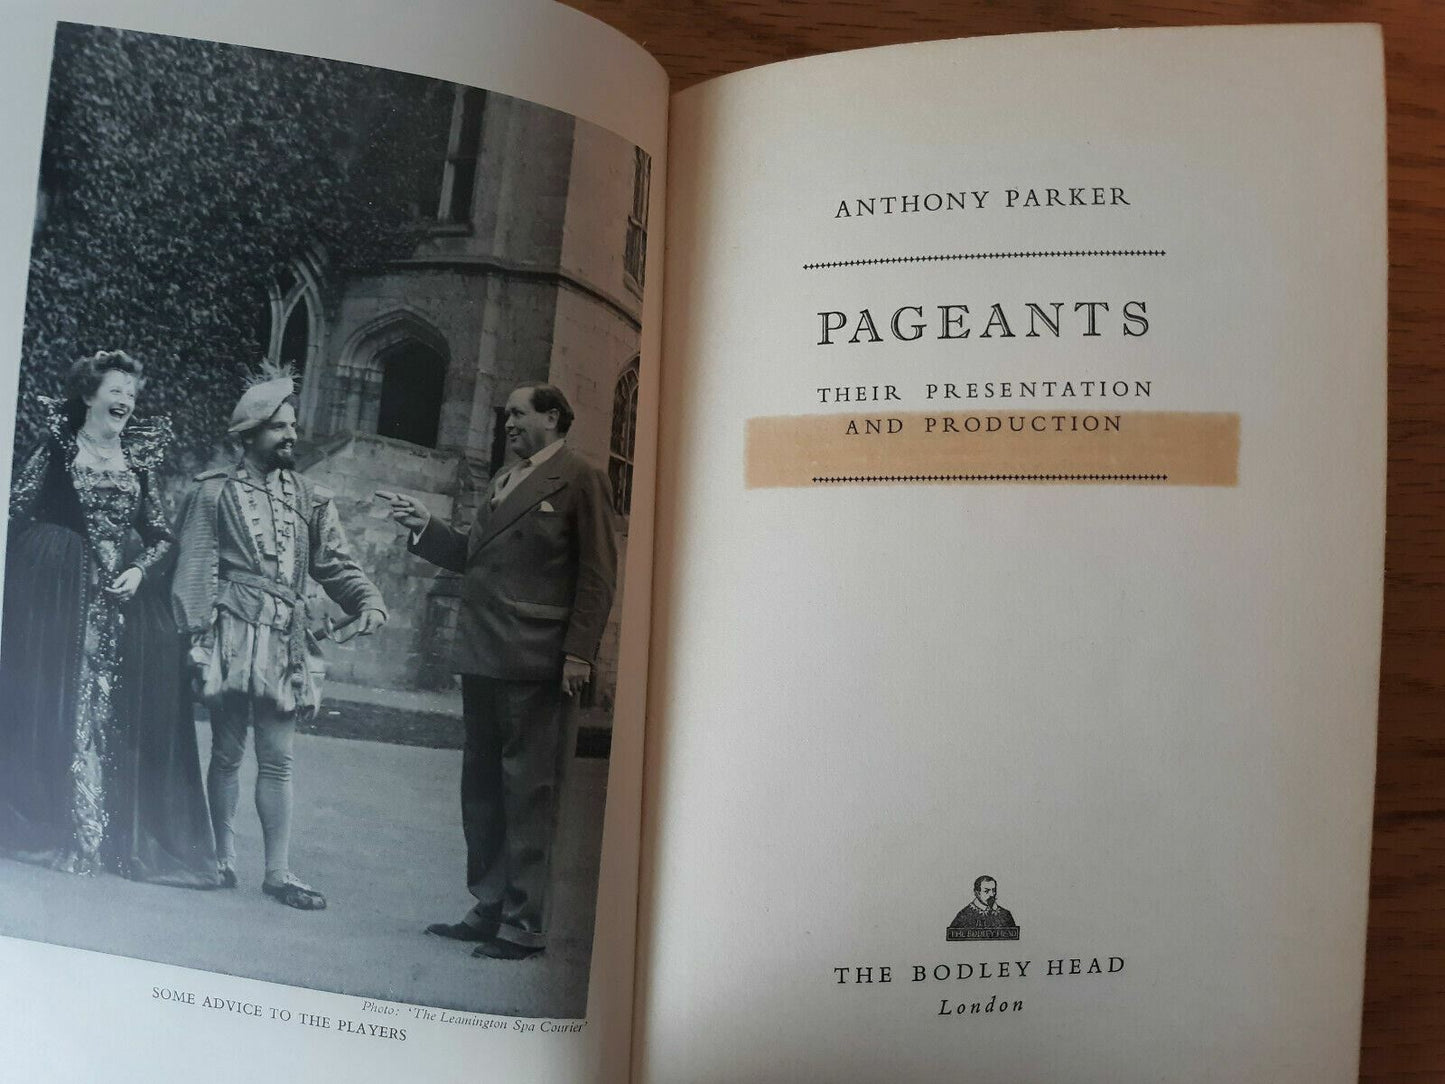 Photo: 'The Leamington Spa Courier'
SOME ADVICE TO THE PLAYERS
ANTHONY PARKER
PAGEANTS
THEIR PRESENTATION
AND PRODUCTION
THE BODLEY HEAD
THE BODLEY HEAD
London